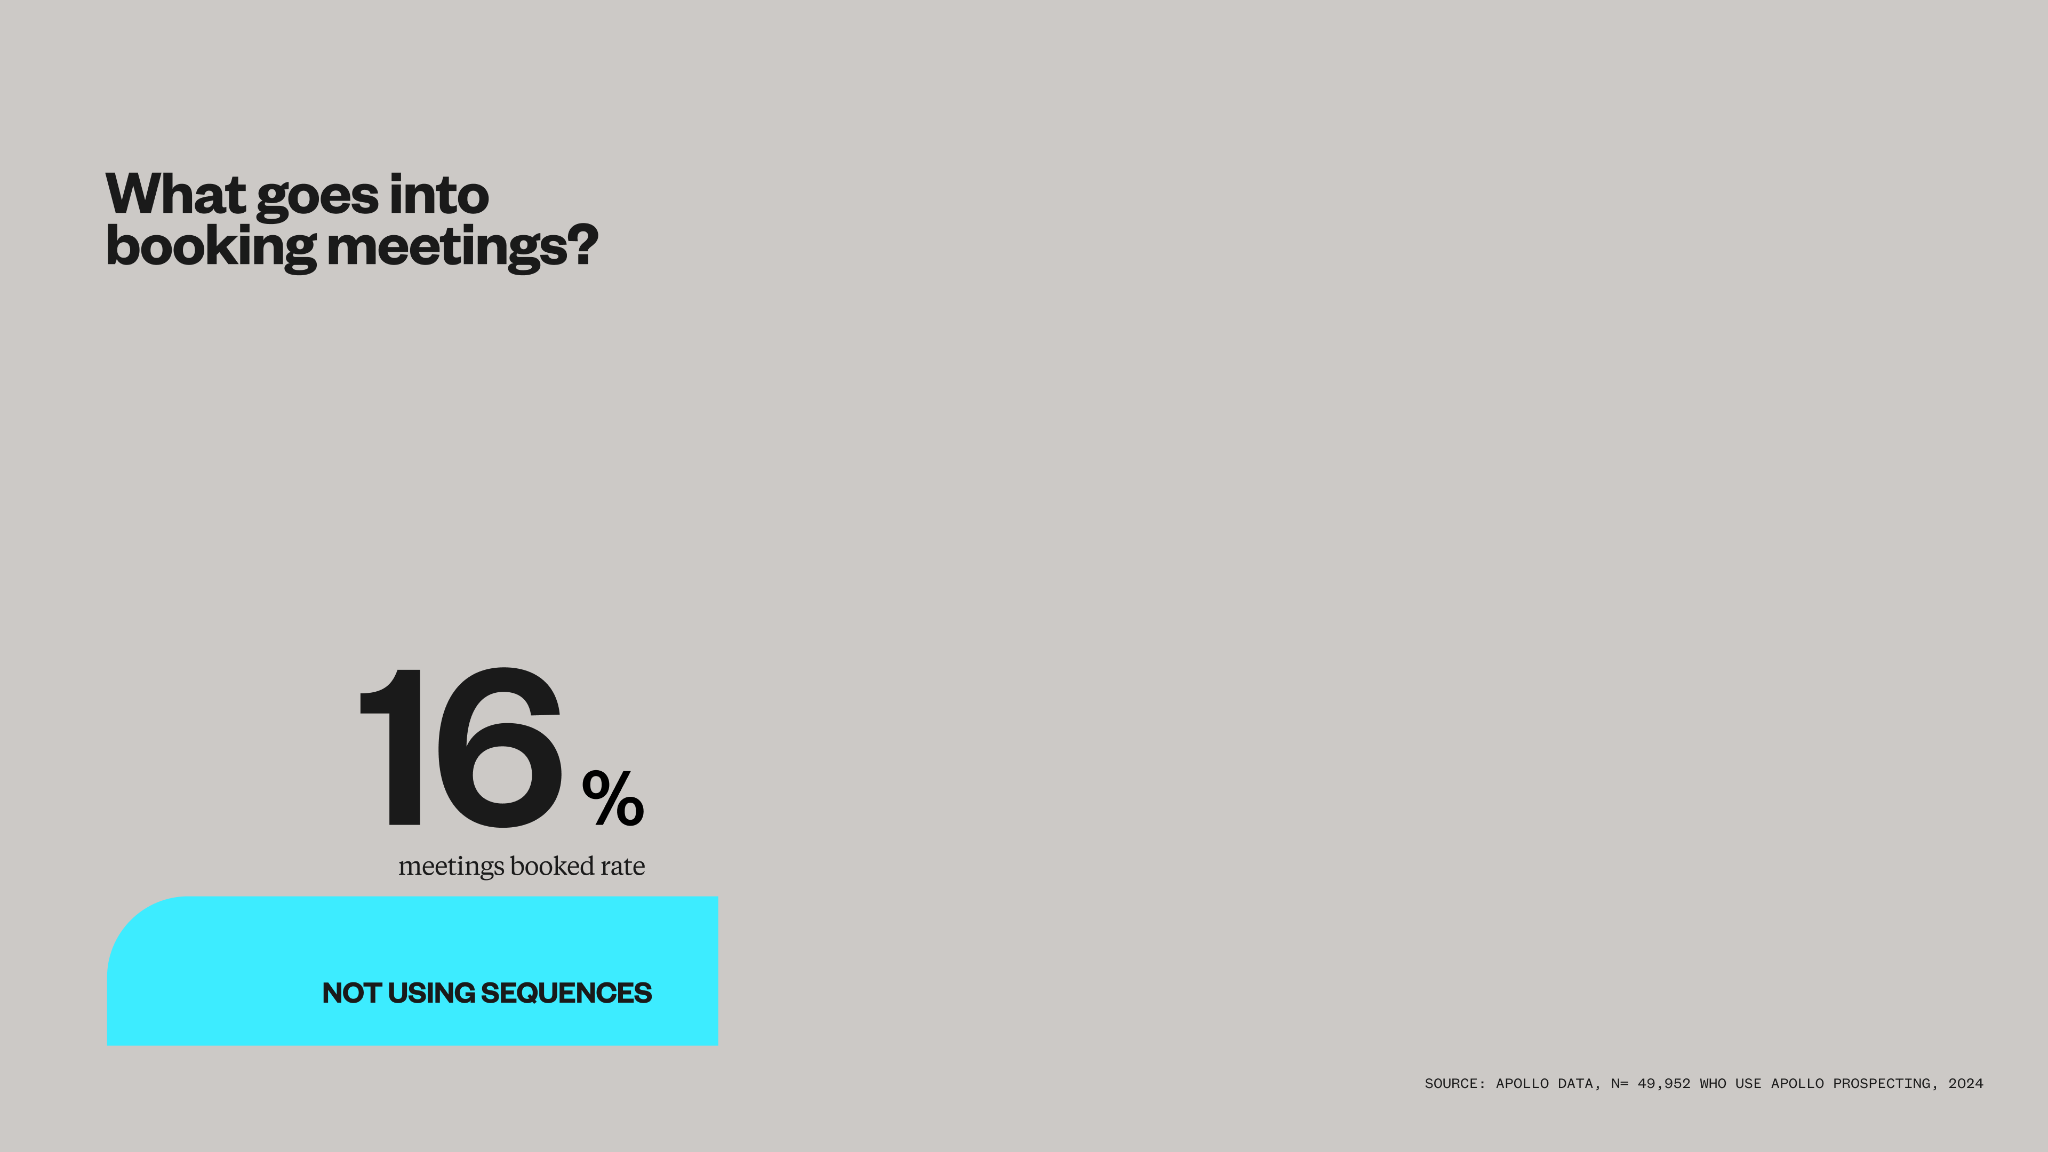 What goes into
booking meetings?
16 %
meetings booked rate
NOT USING SEQUENCES
SOURCE: APOLLO DATA, N= 49,952 WHO USE APOLLO PROSPECTING, 2024